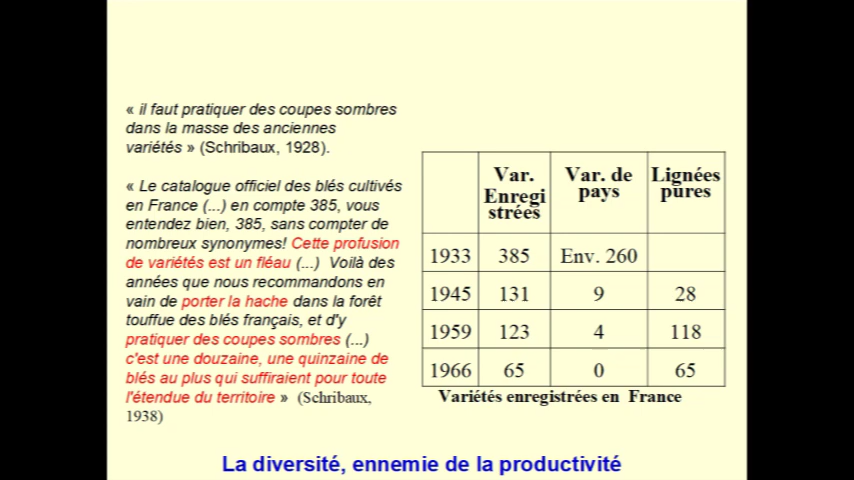 « il faut pratiquer des coupes sombres
dans la masse des anciennes
variétés » (Schribaux, 1928).
« Le catalogue officiel des blés cultivés
en France (...) en compte 385, vous
entendez bien, 385, sans compter de
nombreux synonymes! Cette profusion
de variétés est un fléau (...) Voilà des
années que nous recommandons en
vain de porter la hache dans la forêt
touffue des blés français, et d'y
pratiquer des coupes sombres (...)
c'est une douzaine, une quinzaine de
blés au plus qui suffiraient pour toute
l'étendue du territoire » (Schribaux,
1938)
Var. Enregi strées Var. de pays Lignées pures
1933 385 Env. 260
1945 131 9 28
1959 123 4 118
1966 65 0 65
Variétés enregistrées en France
La diversité, ennemie de la productivité